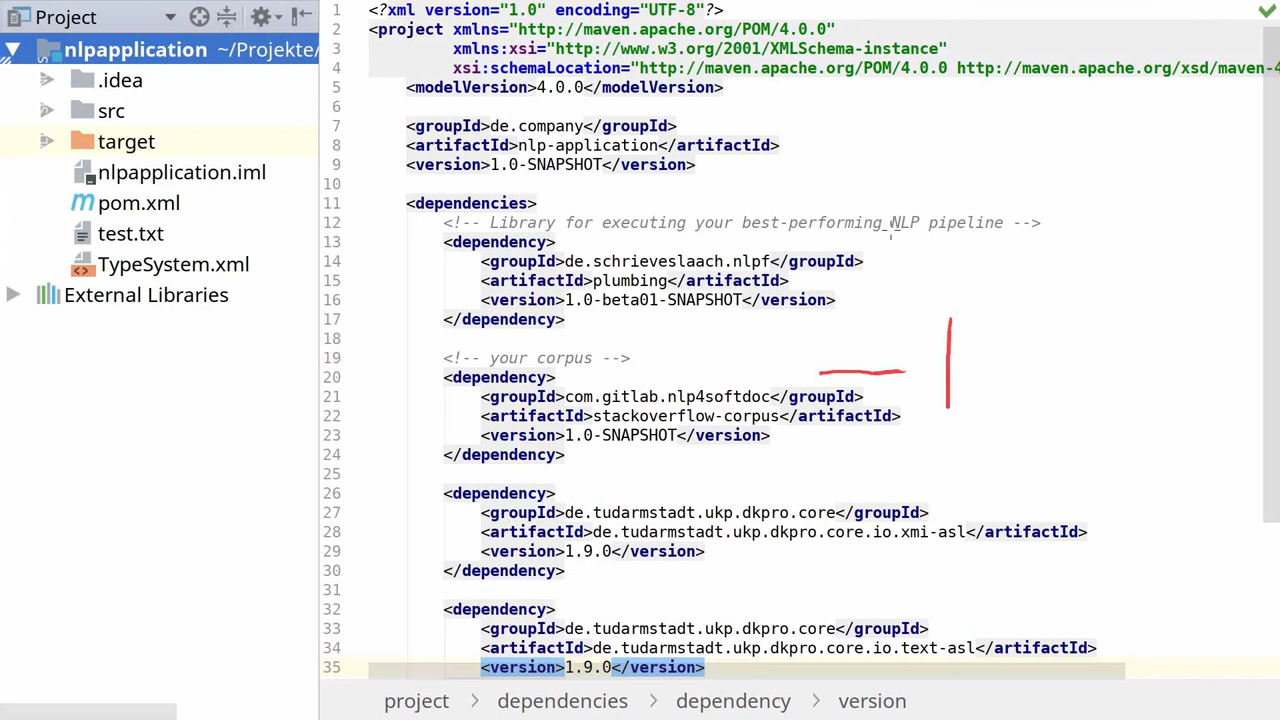 Project
nlpapplication ~/Projekte/
.idea
src
target
nlpapplication.iml
pom.xml
test.txt
TypeSystem.xml
External Libraries
1 <?xml version="1.0" encoding="UTF-8"?>
2 <project xmlns="http://maven.apache.org/POM/4.0.0"
3 xmlns:xsi="http://www.w3.org/2001/XMLSchema-instance"
4 xsi:schemaLocation="http://maven.apache.org/POM/4.0.0 http://maven.apache.org/xsd/maven-4
5 <modelVersion>4.0.0</modelVersion>
6
7 <groupId>de.company</groupId>
8 <artifactId>nlp-application</artifactId>
9 <version>1.0-SNAPSHOT</version>
10
11 <dependencies>
12 <!-- Library for executing your best-performing NLP pipeline -->
13 <dependency>
14 <groupId>de.schrieveslaach.nlpf</groupId>
15 <artifactId>plumbing</artifactId>
16 <version>1.0-beta01-SNAPSHOT</version>
17 </dependency>
18
19 <!-- your corpus -->
20 <dependency>
21 <groupId>com.gitlab.nlp4softdoc</groupId>
22 <artifactId>stackoverflow-corpus</artifactId>
23 <version>1.0-SNAPSHOT</version>
24 </dependency>
25
26 <dependency>
27 <groupId>de.tudarmstadt.ukp.dkpro.core</groupId>
28 <artifactId>de.tudarmstadt.ukp.dkpro.core.io.xmi-asl</artifactId>
29 <version>1.9.0</version>
30 </dependency>
31
32 <dependency>
33 <groupId>de.tudarmstadt.ukp.dkpro.core</groupId>
34 <artifactId>de.tudarmstadt.ukp.dkpro.core.io.text-asl</artifactId>
35 <version>1.9.0</version>
project dependencies dependency version